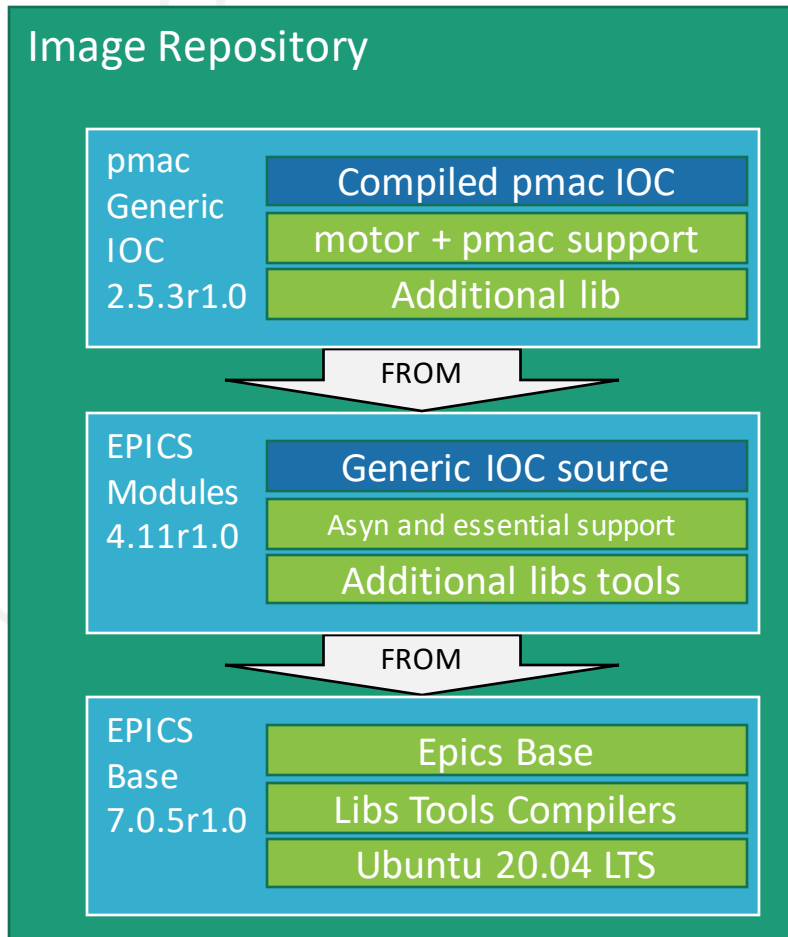 Image Repository
pmac
Generic
IOC
2.5.3r1.0
Compiled pmac IOC
motor + pmac support
Additional lib
FROM
EPICS
Modules
4.11r1.0
Generic IOC source
Asyn and essential support
Additional libs tools
FROM
EPICS
Base
7.0.5r1.0
Epics Base
Libs Tools Compilers
Ubuntu 20.04 LTS